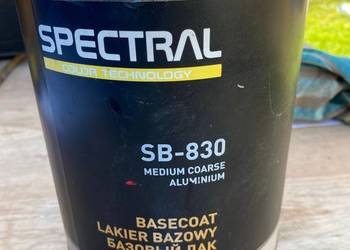 SPECTRAL
COLOR TECHNOLOGY
SB-830
MEDIUM COARSE
ALUMINIUM
BASECOAT
LAKIER BAZOWY
БАЗОВЫЙ ЛАК